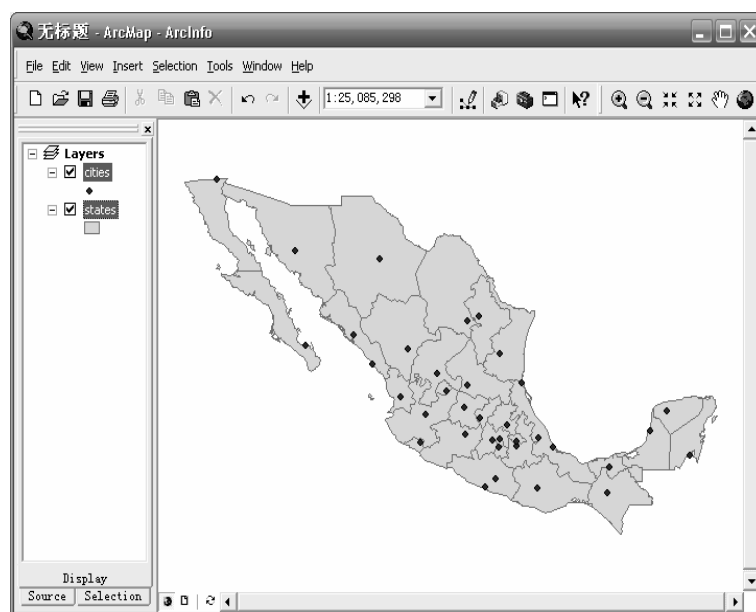 无标题 - ArcMap - ArcInfo
File Edit View Insert Selection Tools Window Help
1:25,085,298
Layers
cities
states
Display
Source Selection